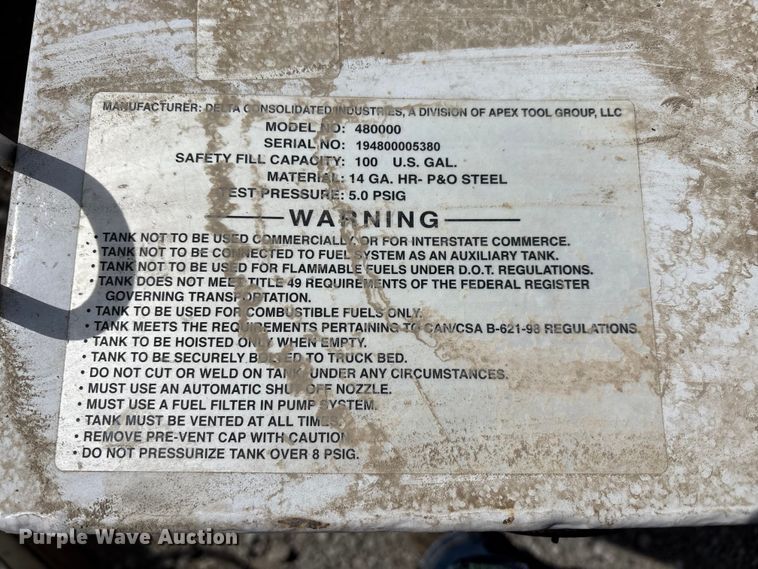 MANUFACTURER: DELTA CONSOLIDATED INDUSTRIES, A DIVISION OF APEX TOOL GROUP, LLC
MODEL NO: 480000
SERIAL NO: 194800005380
SAFETY FILL CAPACITY: 100 U.S. GAL.
MATERIAL: 14 GA. HR- P&O STEEL
TEST PRESSURE: 5.0 PSIG
WARNING
• TANK NOT TO BE USED COMMERCIALLY OR FOR INTERSTATE COMMERCE.
• TANK NOT TO BE CONNECTED TO FUEL SYSTEM AS AN AUXILIARY TANK.
• TANK NOT TO BE USED FOR FLAMMABLE FUELS UNDER D.O.T. REGULATIONS.
• TANK DOES NOT MEET TITLE 49 REQUIREMENTS OF THE FEDERAL REGISTER
GOVERNING TRANSPORTATION.
• TANK TO BE USED FOR COMBUSTIBLE FUELS ONLY.
• TANK MEETS THE REQUIREMENTS PERTAINING TO CAN/CSA B-621-98 REGULATIONS.
• TANK TO BE HOISTED ONLY WHEN EMPTY.
• TANK TO BE SECURELY BOLTED TO TRUCK BED.
• DO NOT CUT OR WELD ON TANK UNDER ANY CIRCUMSTANCES.
• MUST USE AN AUTOMATIC SHUT OFF NOZZLE.
• MUST USE A FUEL FILTER IN PUMP SYSTEM.
• TANK MUST BE VENTED AT ALL TIMES.
• REMOVE PRE-VENT CAP WITH CAUTION
• DO NOT PRESSURIZE TANK OVER 8 PSIG.
Purple Wave Auction